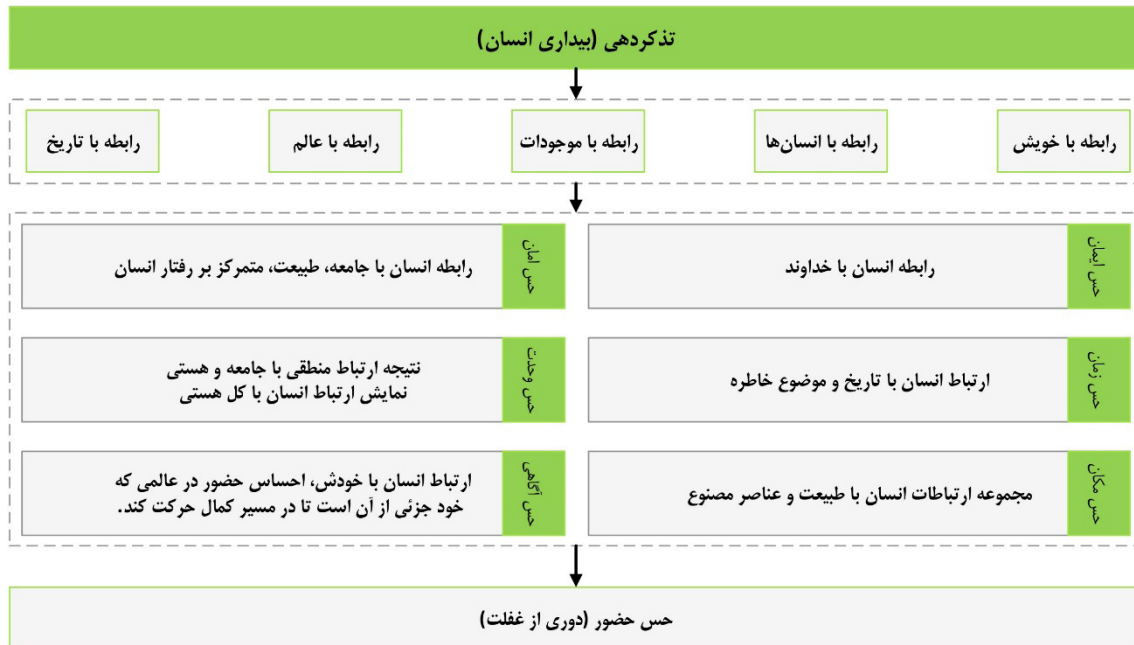 تذکردهی (بیداری انسان)
رابطه با خویش
رابطه با انسان‌ها
رابطه با موجودات
رابطه با عالم
رابطه با تاریخ
حس ایمان
رابطه انسان با خداوند
حس امان
رابطه انسان با جامعه، طبیعت، متمرکز بر رفتار انسان
حس زمان
ارتباط انسان با تاریخ و موضوع خاطره
حس وحدت
نتیجه ارتباط منطقی با جامعه و هستی
نمایش ارتباط انسان با کل هستی
حس مکان
مجموعه ارتباطات انسان با طبیعت و عناصر مصنوع
حس آگاهی
ارتباط انسان با خودش، احساس حضور در عالمی که
خود جزئی از آن است تا در مسیر کمال حرکت کند.
حس حضور (دوری از غفلت)